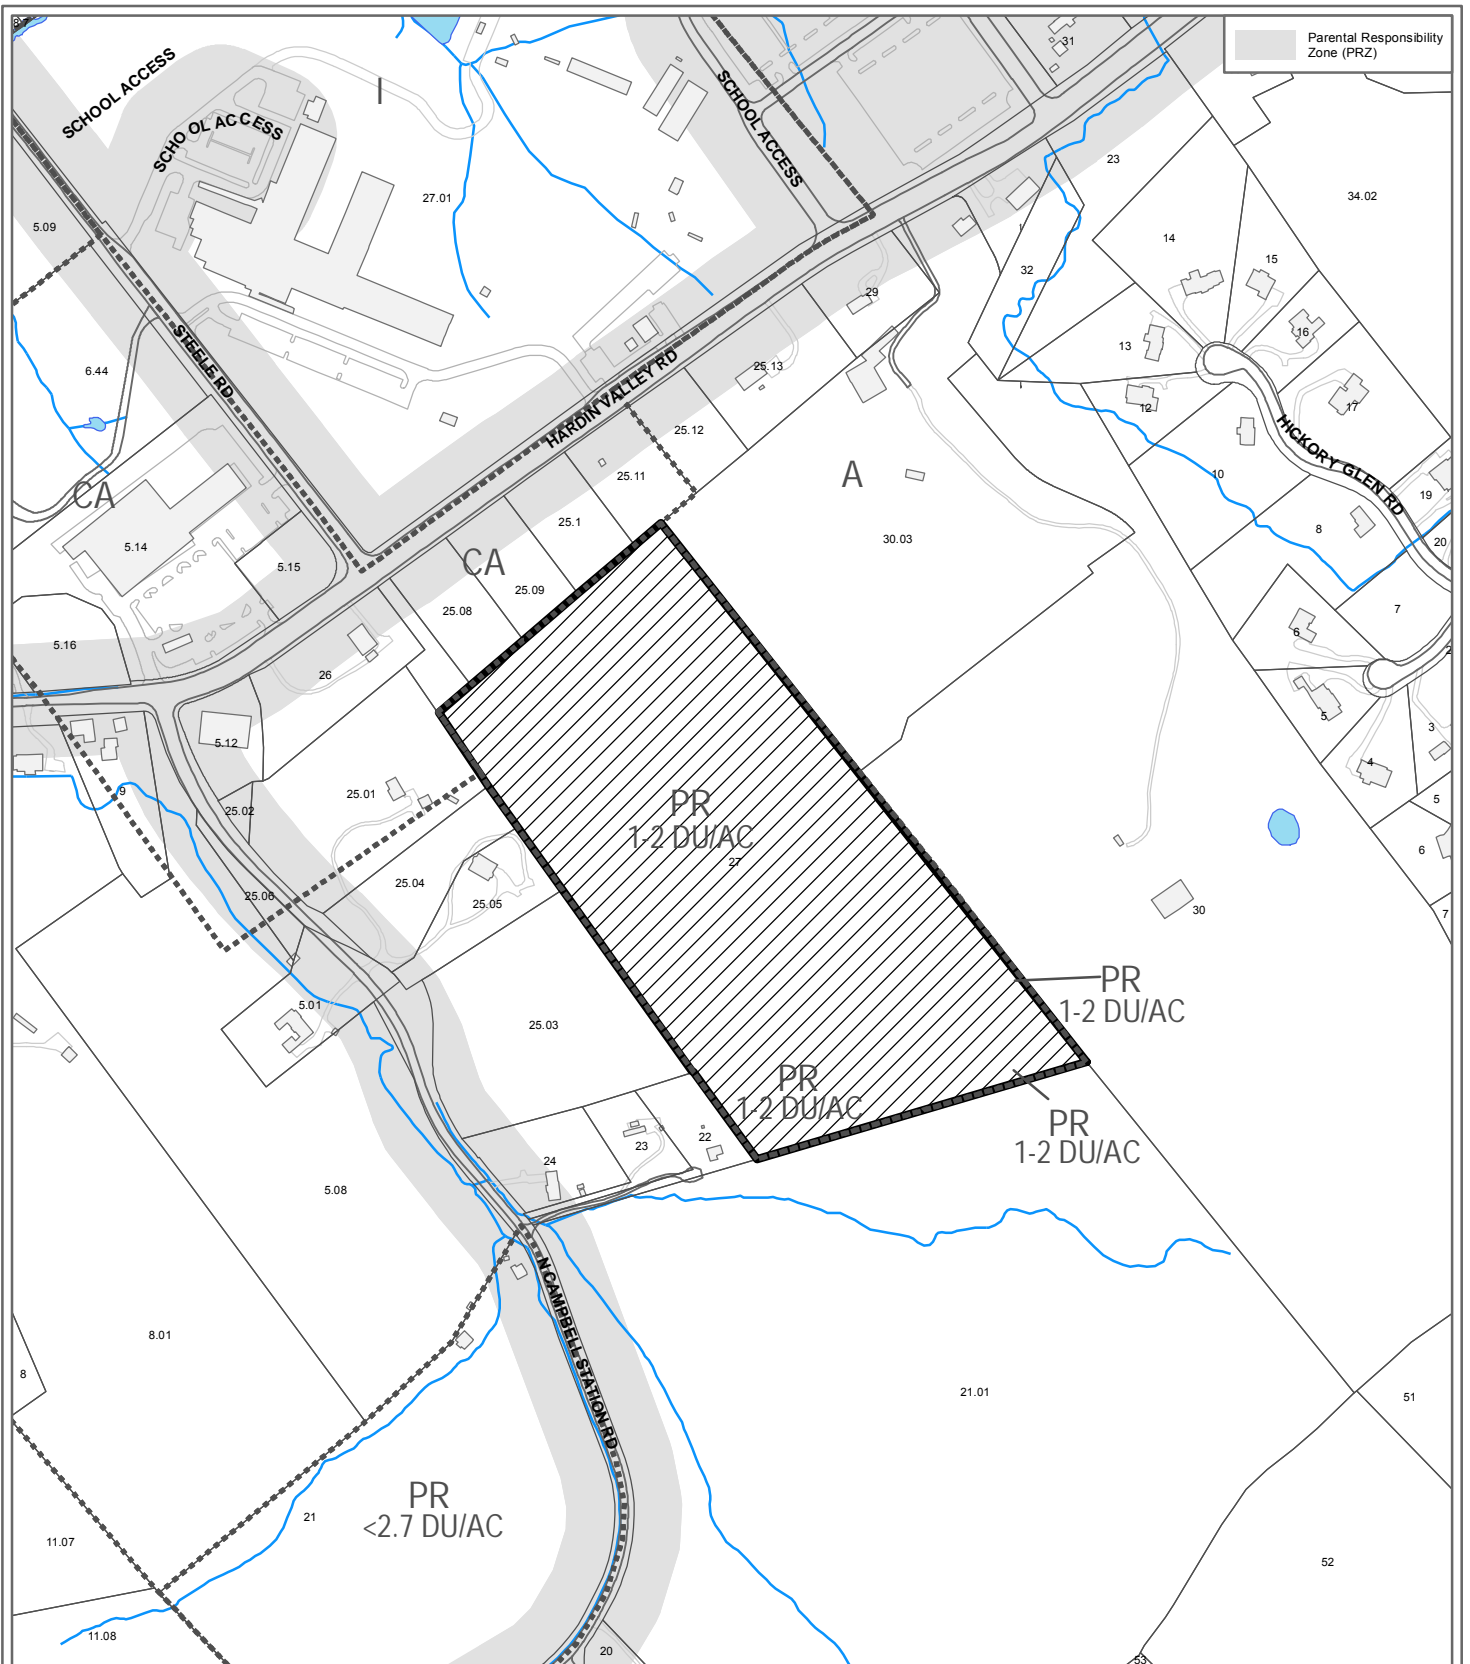 87
Parental Responsibility
Zone (PRZ)
31
SCHOOL ACCESS
I
SCHOOL ACCESS
SCHOOL ACCESS
23
27.01
34.02
5.09
14
15
32
29
16
STEELE RD
13
6.44
25.13
HARDIN VALLEY RD
12
17
HICKORY GLEN RD
25.12
A
25.11
10
CA
19
25.1
8
20
5.14
30.03
CA
5.15
25.09
25.08
7
6
5.16
2
26
5
3
5.12
4
9
25.01
PR
1-2 DU/AC
25.02
5
27
6
25.04
25.06
25.05
30
7
PR
1-2 DU/AC
5.01
25.03
PR
1-2 DU/AC
PR
1-2 DU/AC
22
23
24
5.08
N CAMPBELL STATION RD
8.01
8
21.01
51
PR
<2.7 DU/AC
21
11.07
52
11.08
20
53